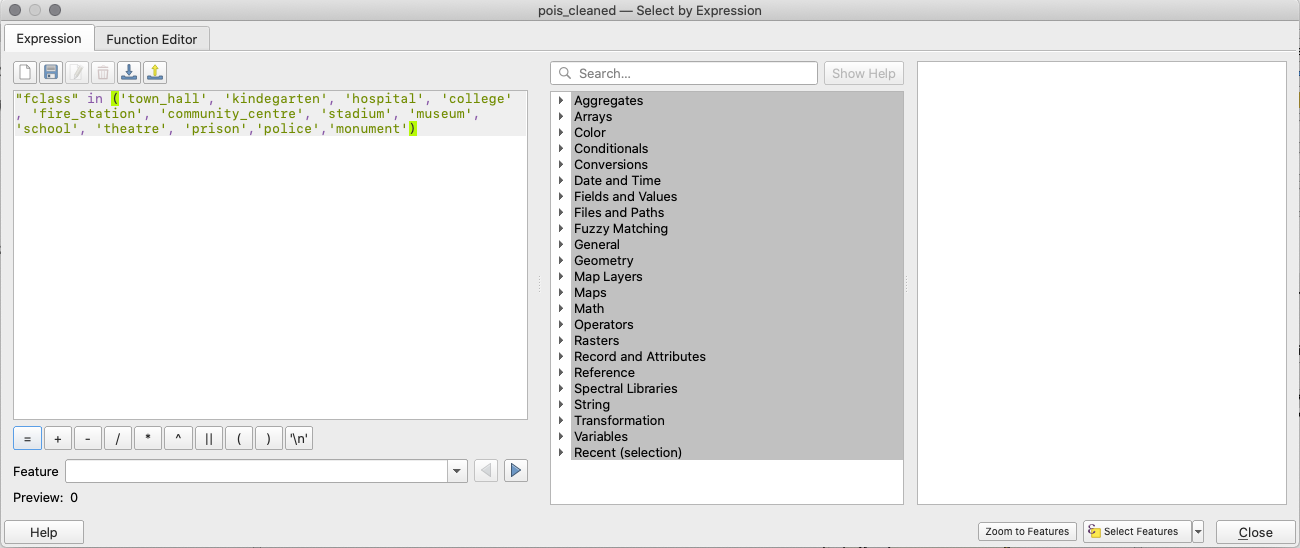 pois_cleaned — Select by Expression
Expression
Function Editor
Search...
Show Help
"fclass" in ('town_hall', 'kindegarten', 'hospital', 'college'
, 'fire_station', 'community_centre', 'stadium', 'museum',
'school', 'theatre', 'prison','police','monument')
Aggregates
Arrays
Color
Conditionals
Conversions
Date and Time
Fields and Values
Files and Paths
Fuzzy Matching
General
Geometry
Map Layers
Maps
Math
Operators
Rasters
Record and Attributes
Reference
Spectral Libraries
String
Transformation
Variables
Recent (selection)
= + - / * ^ || ( ) '\n'
Feature
Preview: 0
Help
Zoom to Features
Select Features
Close